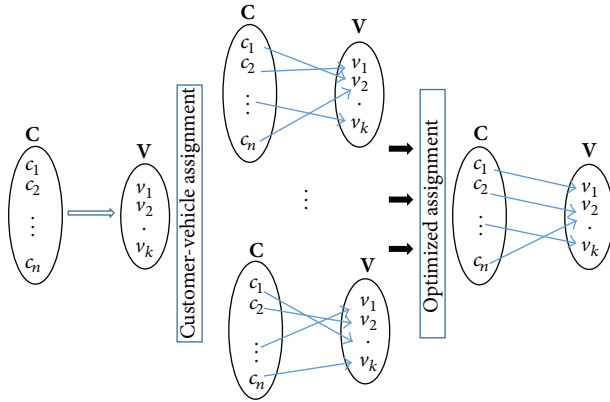 C
c1
c2
⋮
cn
V
v1
v2
.
vk
Customer-vehicle assignment
C
c1
c2
⋮
cn
V
v1
v2
.
vk
⋮
C
c1
c2
⋮
cn
V
v1
v2
.
vk
Optimized assignment
C
c1
c2
⋮
cn
V
v1
v2
.
vk